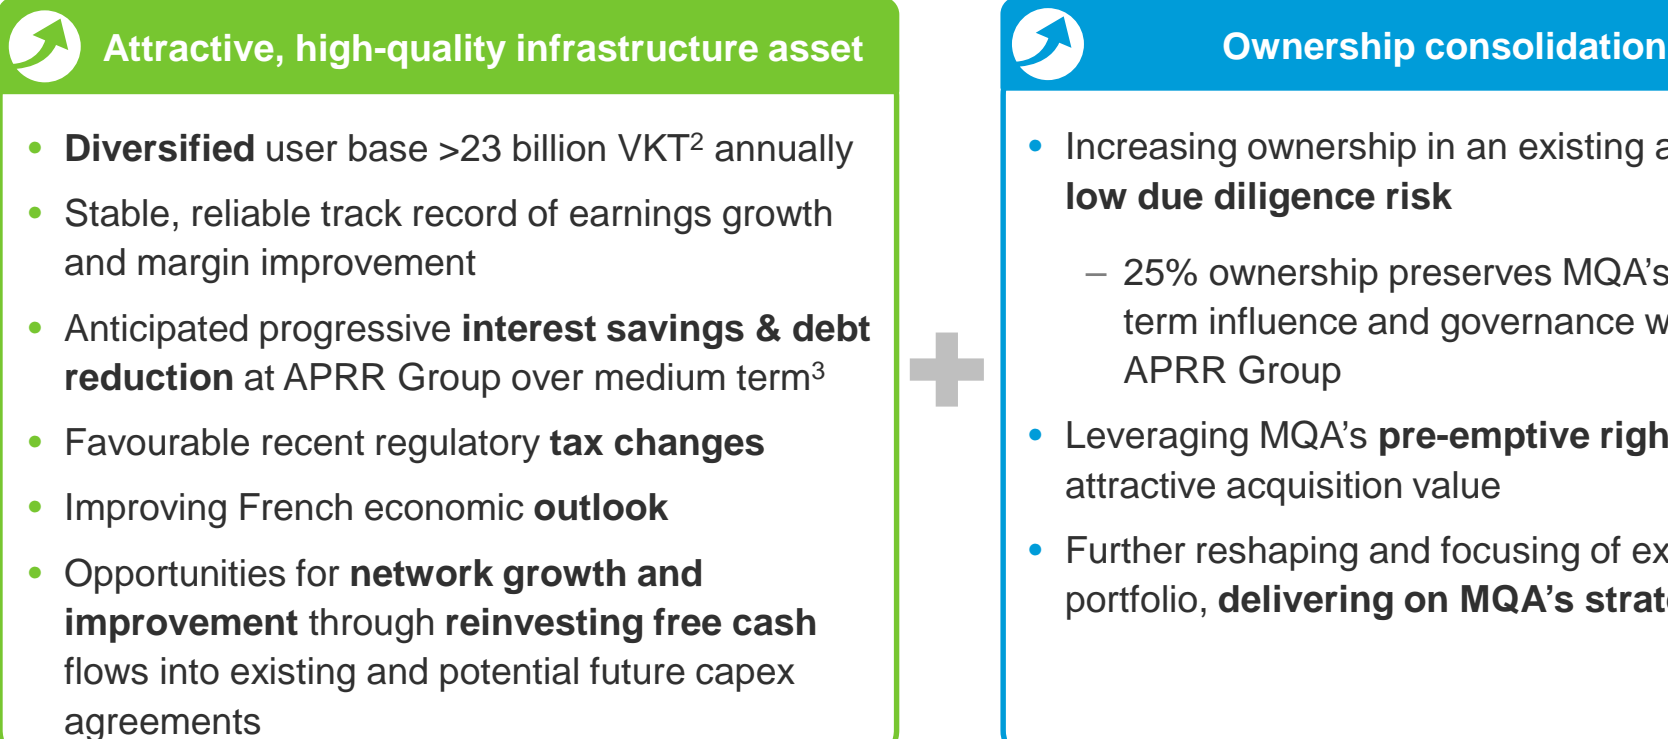 Attractive, high-quality infrastructure asset
• Diversified user base >23 billion VKT² annually
• Stable, reliable track record of earnings growth
and margin improvement
• Anticipated progressive interest savings & debt
reduction at APRR Group over medium term³
• Favourable recent regulatory tax changes
• Improving French economic outlook
• Opportunities for network growth and
improvement through reinvesting free cash
flows into existing and potential future capex
agreements
Ownership consolidation
• Increasing ownership in an existing
low due diligence risk
– 25% ownership preserves MQA's
term influence and governance
APRR Group
• Leveraging MQA's pre-emptive
attractive acquisition value
• Further reshaping and focusing of
portfolio, delivering on MQA's